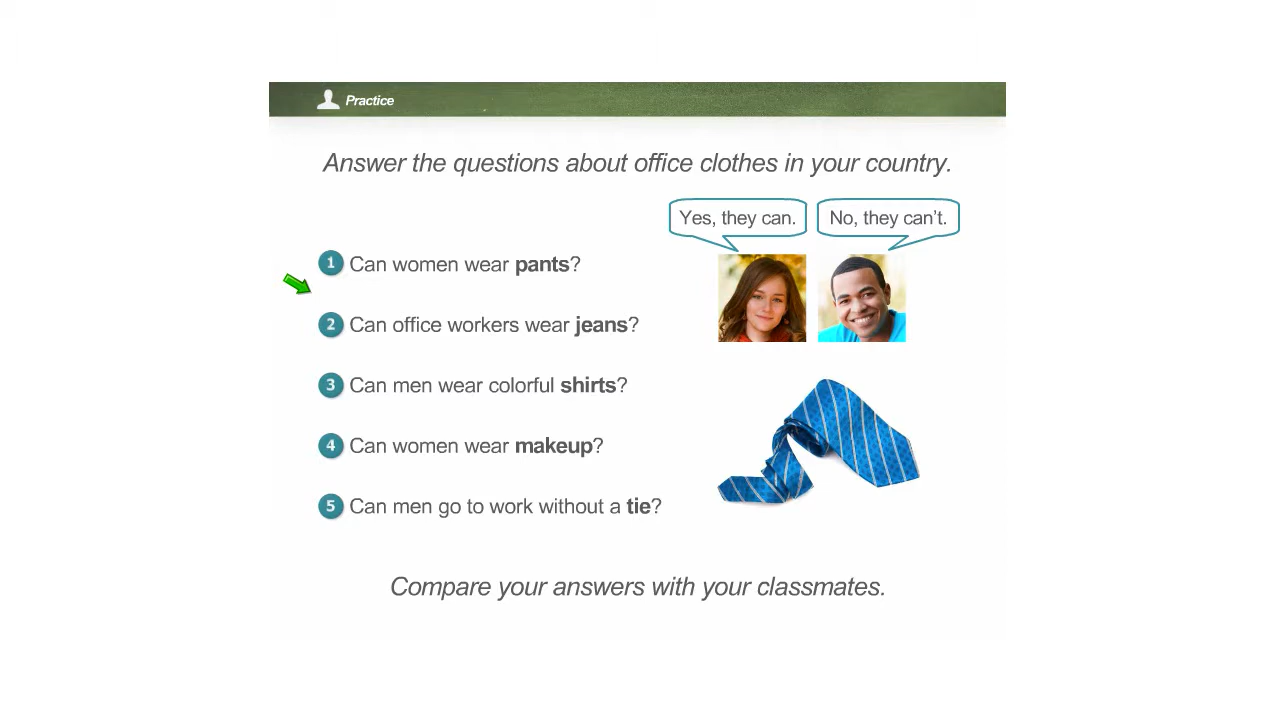 Practice
Answer the questions about office clothes in your country.
Yes, they can.
No, they can't.
1 Can women wear pants?
2 Can office workers wear jeans?
3 Can men wear colorful shirts?
4 Can women wear makeup?
5 Can men go to work without a tie?
Compare your answers with your classmates.